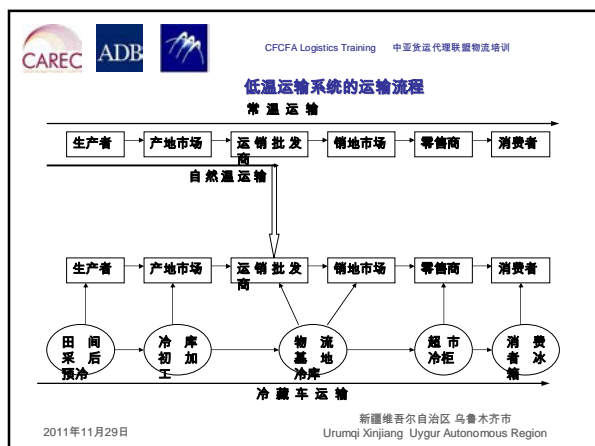 CAREC
ADB
CFCFA Logistics Training 中亚货运代理联盟物流培训
低温运输系统的运输流程
常 温 运 输
生产者 产地市场 运 销 批 发 销地市场 零售商 消费者
商
自 然 温 运 输
生产者 产地市场 运 销 批 发 销地市场 零售商 消费者
商
田 间 冷 库 物 流 超 市 消 费
采 后 初 加 基 地 冷柜 者 冰
预冷 工 冷库 箱
冷 藏 车 运 输
新疆维吾尔自治区 乌鲁木齐市
2011年11月29日 Urumqi Xinjiang Uygur Autonomous Region